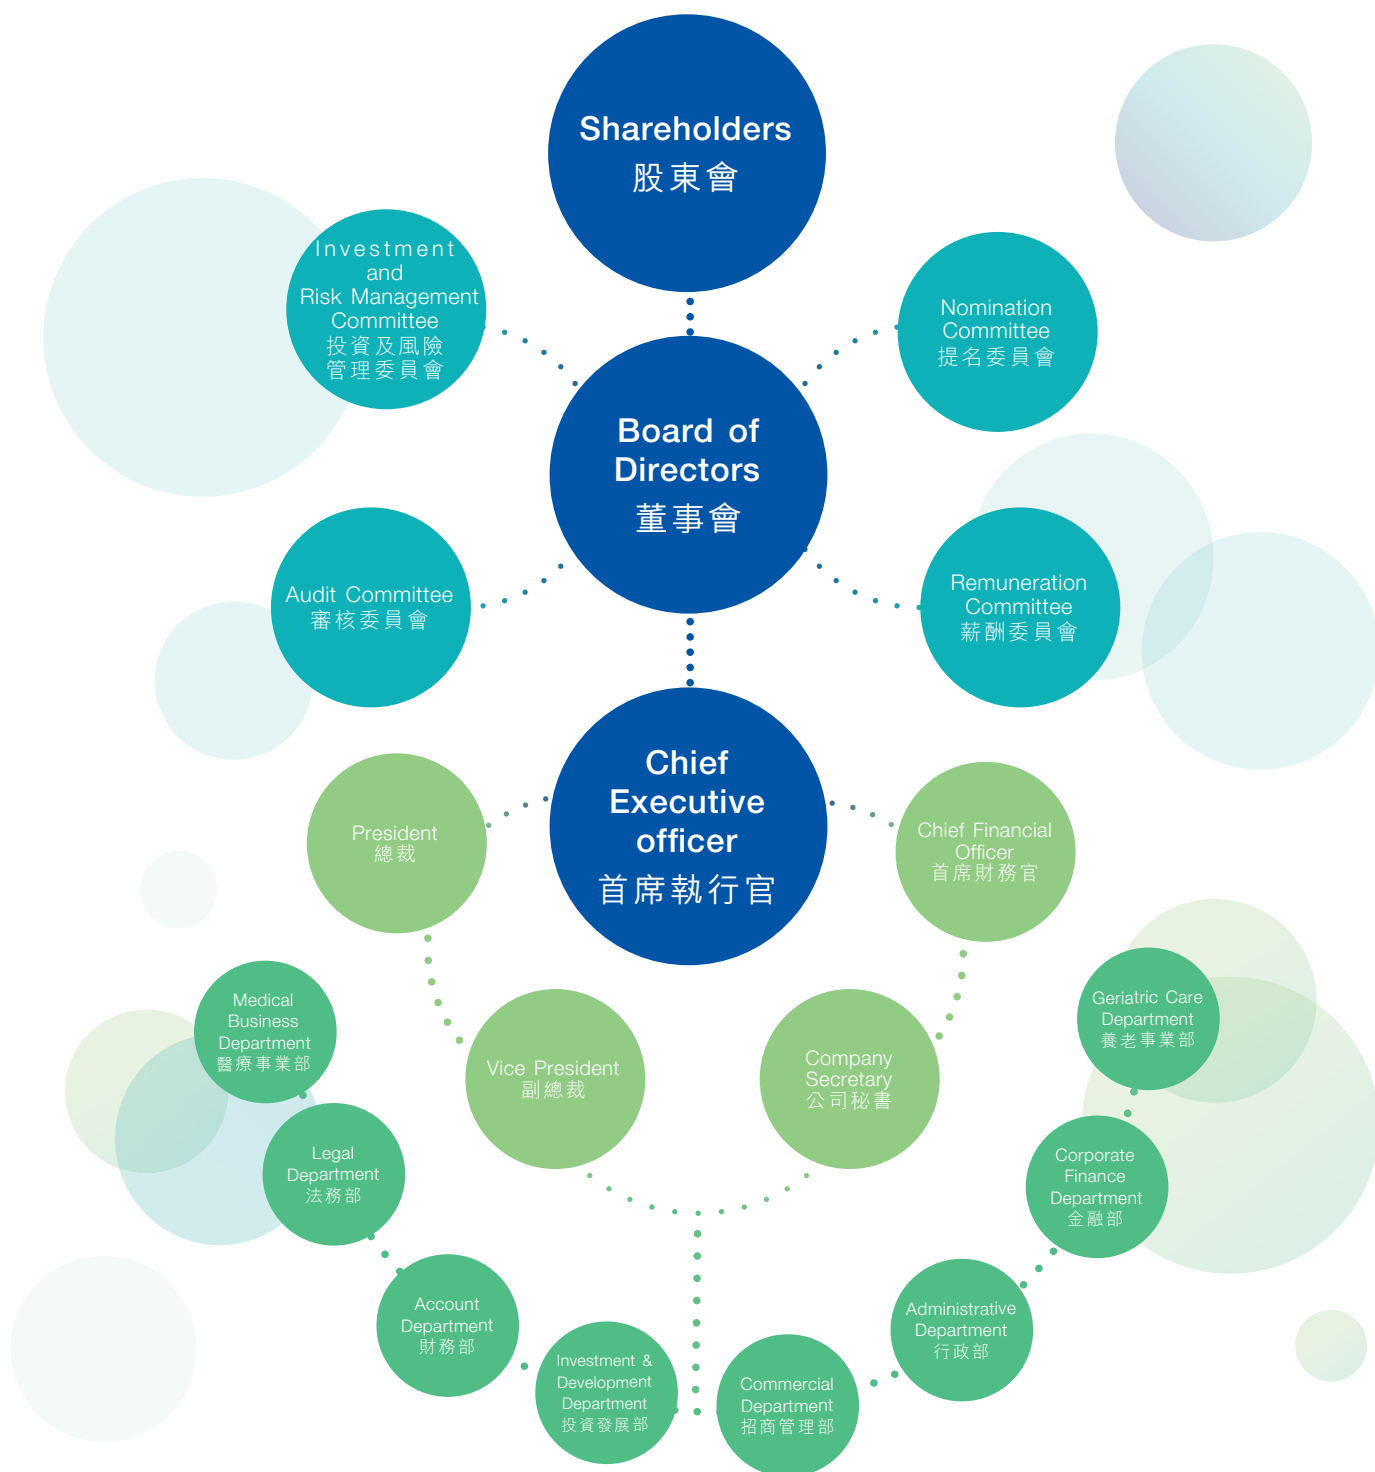 Shareholders
股東會
Investment
and
Risk Management
Committee
投資及風險
管理委員會
Nomination
Committee
提名委員會
Board of
Directors
董事會
Audit Committee
審核委員會
Remuneration
Committee
薪酬委員會
Chief
Executive
officer
首席執行官
President
總裁
Chief Financial
Officer
首席財務官
Vice President
副總裁
Company
Secretary
公司秘書
Medical
Business
Department
醫療事業部
Geriatric Care
Department
養老事業部
Legal
Department
法務部
Corporate
Finance
Department
金融部
Account
Department
財務部
Administrative
Department
行政部
Investment &
Development
Department
投資發展部
Commercial
Department
招商管理部